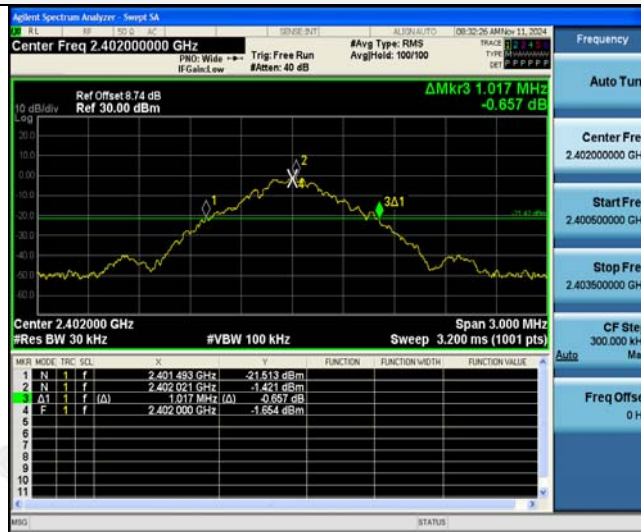 Agilent Spectrum Analyzer - Swept SA
RL RF 50 Ω AC SENSE:INT ALIGNAUTO 08:32:26 AM Nov 11, 2024
Center Freq 2.402000000 GHz
PNO: Wide
IFGain:Low
Trig: Free Run
#Atten: 40 dB
#Avg Type: RMS
Avg|Hold: 100/100
TRACE 1 2 3 4 5 6
TYPE M
DET P P P P P P
Ref Offset 8.74 dB
Ref 30.00 dBm
10 dB/div
Log
ΔMkr3 1.017 MHz
-0.657 dB
20.0
10.0
0.00
-10.0
-20.0
-30.0
-40.0
-50.0
-60.0
1
2
4
3Δ1
Center 2.402000 GHz
#Res BW 30 kHz
#VBW 100 kHz
Span 3.000 MHz
Sweep 3.200 ms (1001 pts)
MKR MODE TRC SCL X Y FUNCTION FUNCTION WIDTH FUNCTION VALUE
1 N 1 f 2.401 493 GHz -21.513 dBm
2 N 1 f 2.402 021 GHz -1.421 dBm
3 Δ1 1 f (Δ) 1.017 MHz (Δ) -0.657 dB
4 F 1 f 2.402 000 GHz -1.654 dBm
5
6
7
8
9
10
11
MSG STATUS
Frequency
Auto Tun
Center Fre
2.402000000 GH
Start Fre
2.400500000 GH
Stop Fre
2.403500000 GH
CF Ste
300.000 kH
Auto Ma
Freq Offse
0 H